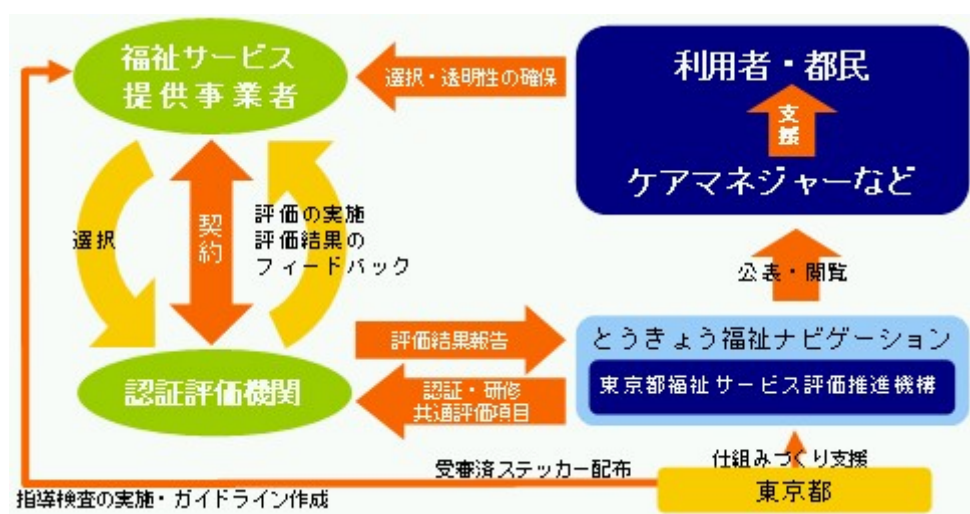 福祉サービス
提供事業者
選択・透明性の確保
利用者・都民
支援
ケアマネジャーなど
選択
契約
評価の実施
評価結果の
フィードバック
公表・閲覧
評価結果報告
とうきょう福祉ナビゲーション
東京都福祉サービス評価推進機構
認証評価機関
認証・研修
共通評価項目
受審済ステッカー配布
仕組みづくり支援
東京都
指導検査の実施・ガイドライン作成